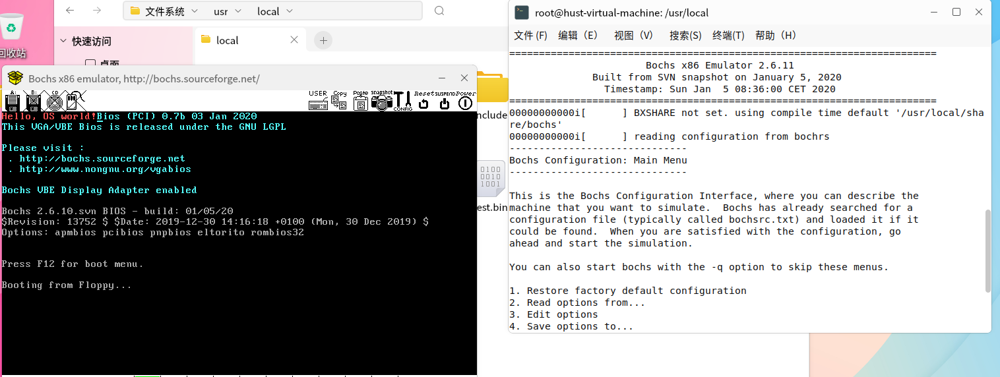 文件系统 usr local
快速访问
local
桌面
回收站
Bochs x86 emulator, http://bochs.sourceforge.net/
A: B: CD USER Copy Paste snapshot CONFIG Reset SUSPEND Power
Hello, OS world!Bios (PCI) 0.7b 03 Jan 2020
This VGA/VBE Bios is released under the GNU LGPL
Please visit :
. http://bochs.sourceforge.net
. http://www.nongnu.org/vgabios
Bochs VBE Display Adapter enabled
Bochs 2.6.10.svn BIOS - build: 01/05/20
$Revision: 13752 $ $Date: 2019-12-30 14:16:18 +0100 (Mon, 30 Dec 2019) $
Options: apmbios pcibios pnpbios eltorito rombios32
Press F12 for boot menu.
Booting from Floppy...
nclude
0100
0010
1001
est.bin
root@hust-virtual-machine: /usr/local
文件 (F) 编辑（E） 视图（V） 搜索(S) 终端(T) 帮助（H）
========================================================================
Bochs x86 Emulator 2.6.11
Built from SVN snapshot on January 5, 2020
Timestamp: Sun Jan  5 08:36:00 CET 2020
========================================================================
00000000000i[      ] BXSHARE not set. using compile time default '/usr/local/sha
re/bochs'
00000000000i[      ] reading configuration from bochrs
------------------------------
Bochs Configuration: Main Menu
------------------------------
This is the Bochs Configuration Interface, where you can describe the
machine that you want to simulate.  Bochs has already searched for a
configuration file (typically called bochsrc.txt) and loaded it if it
could be found.  When you are satisfied with the configuration, go
ahead and start the simulation.
You can also start bochs with the -q option to skip these menus.
1. Restore factory default configuration
2. Read options from...
3. Edit options
4. Save options to...